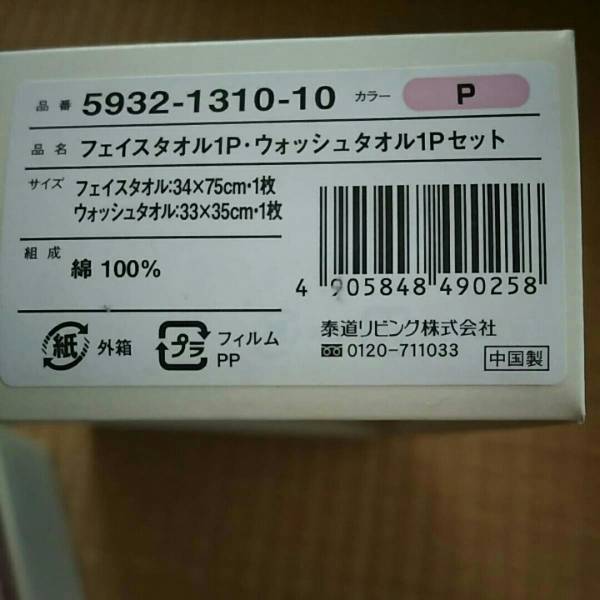 品番 5932-1310-10 カラー P
品名 フェイスタオル1P・ウォッシュタオル1Pセット
サイズ フェイスタオル:34×75cm・1枚
ウォッシュタオル:33×35cm・1枚
組成 綿 100%
4 905848 490258
紙 外箱 プラ フィルム
PP
泰道リビング株式会社
0120-711033 中国製